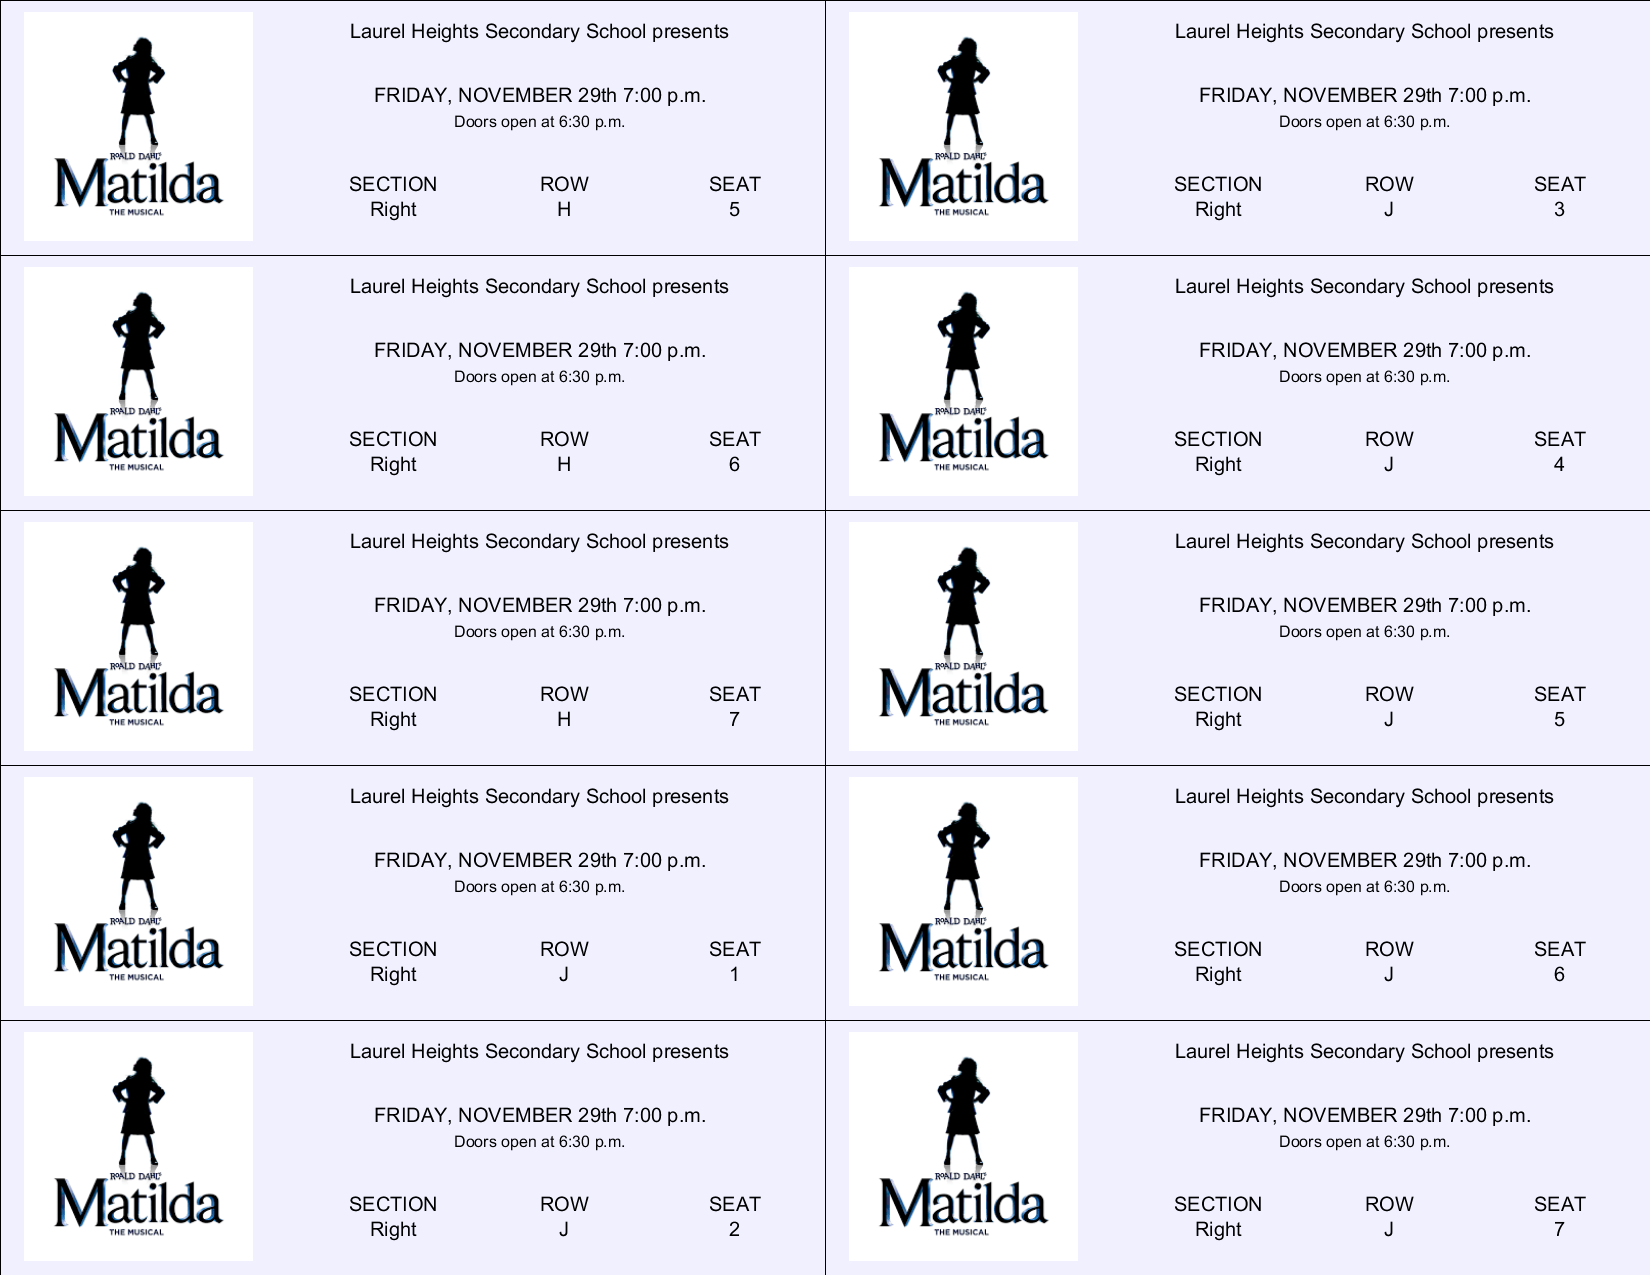 Laurel Heights Secondary School presents
FRIDAY, NOVEMBER 29th 7:00 p.m.
Doors open at 6:30 p.m.
ROALD DAHL'S
Matilda
THE MUSICAL
SECTION ROW SEAT
Right H 5
Laurel Heights Secondary School presents
FRIDAY, NOVEMBER 29th 7:00 p.m.
Doors open at 6:30 p.m.
ROALD DAHL'S
Matilda
THE MUSICAL
SECTION ROW SEAT
Right J 3
Laurel Heights Secondary School presents
FRIDAY, NOVEMBER 29th 7:00 p.m.
Doors open at 6:30 p.m.
ROALD DAHL'S
Matilda
THE MUSICAL
SECTION ROW SEAT
Right H 6
Laurel Heights Secondary School presents
FRIDAY, NOVEMBER 29th 7:00 p.m.
Doors open at 6:30 p.m.
ROALD DAHL'S
Matilda
THE MUSICAL
SECTION ROW SEAT
Right J 4
Laurel Heights Secondary School presents
FRIDAY, NOVEMBER 29th 7:00 p.m.
Doors open at 6:30 p.m.
ROALD DAHL'S
Matilda
THE MUSICAL
SECTION ROW SEAT
Right H 7
Laurel Heights Secondary School presents
FRIDAY, NOVEMBER 29th 7:00 p.m.
Doors open at 6:30 p.m.
ROALD DAHL'S
Matilda
THE MUSICAL
SECTION ROW SEAT
Right J 5
Laurel Heights Secondary School presents
FRIDAY, NOVEMBER 29th 7:00 p.m.
Doors open at 6:30 p.m.
ROALD DAHL'S
Matilda
THE MUSICAL
SECTION ROW SEAT
Right J 1
Laurel Heights Secondary School presents
FRIDAY, NOVEMBER 29th 7:00 p.m.
Doors open at 6:30 p.m.
ROALD DAHL'S
Matilda
THE MUSICAL
SECTION ROW SEAT
Right J 6
Laurel Heights Secondary School presents
FRIDAY, NOVEMBER 29th 7:00 p.m.
Doors open at 6:30 p.m.
ROALD DAHL'S
Matilda
THE MUSICAL
SECTION ROW SEAT
Right J 2
Laurel Heights Secondary School presents
FRIDAY, NOVEMBER 29th 7:00 p.m.
Doors open at 6:30 p.m.
ROALD DAHL'S
Matilda
THE MUSICAL
SECTION ROW SEAT
Right J 7